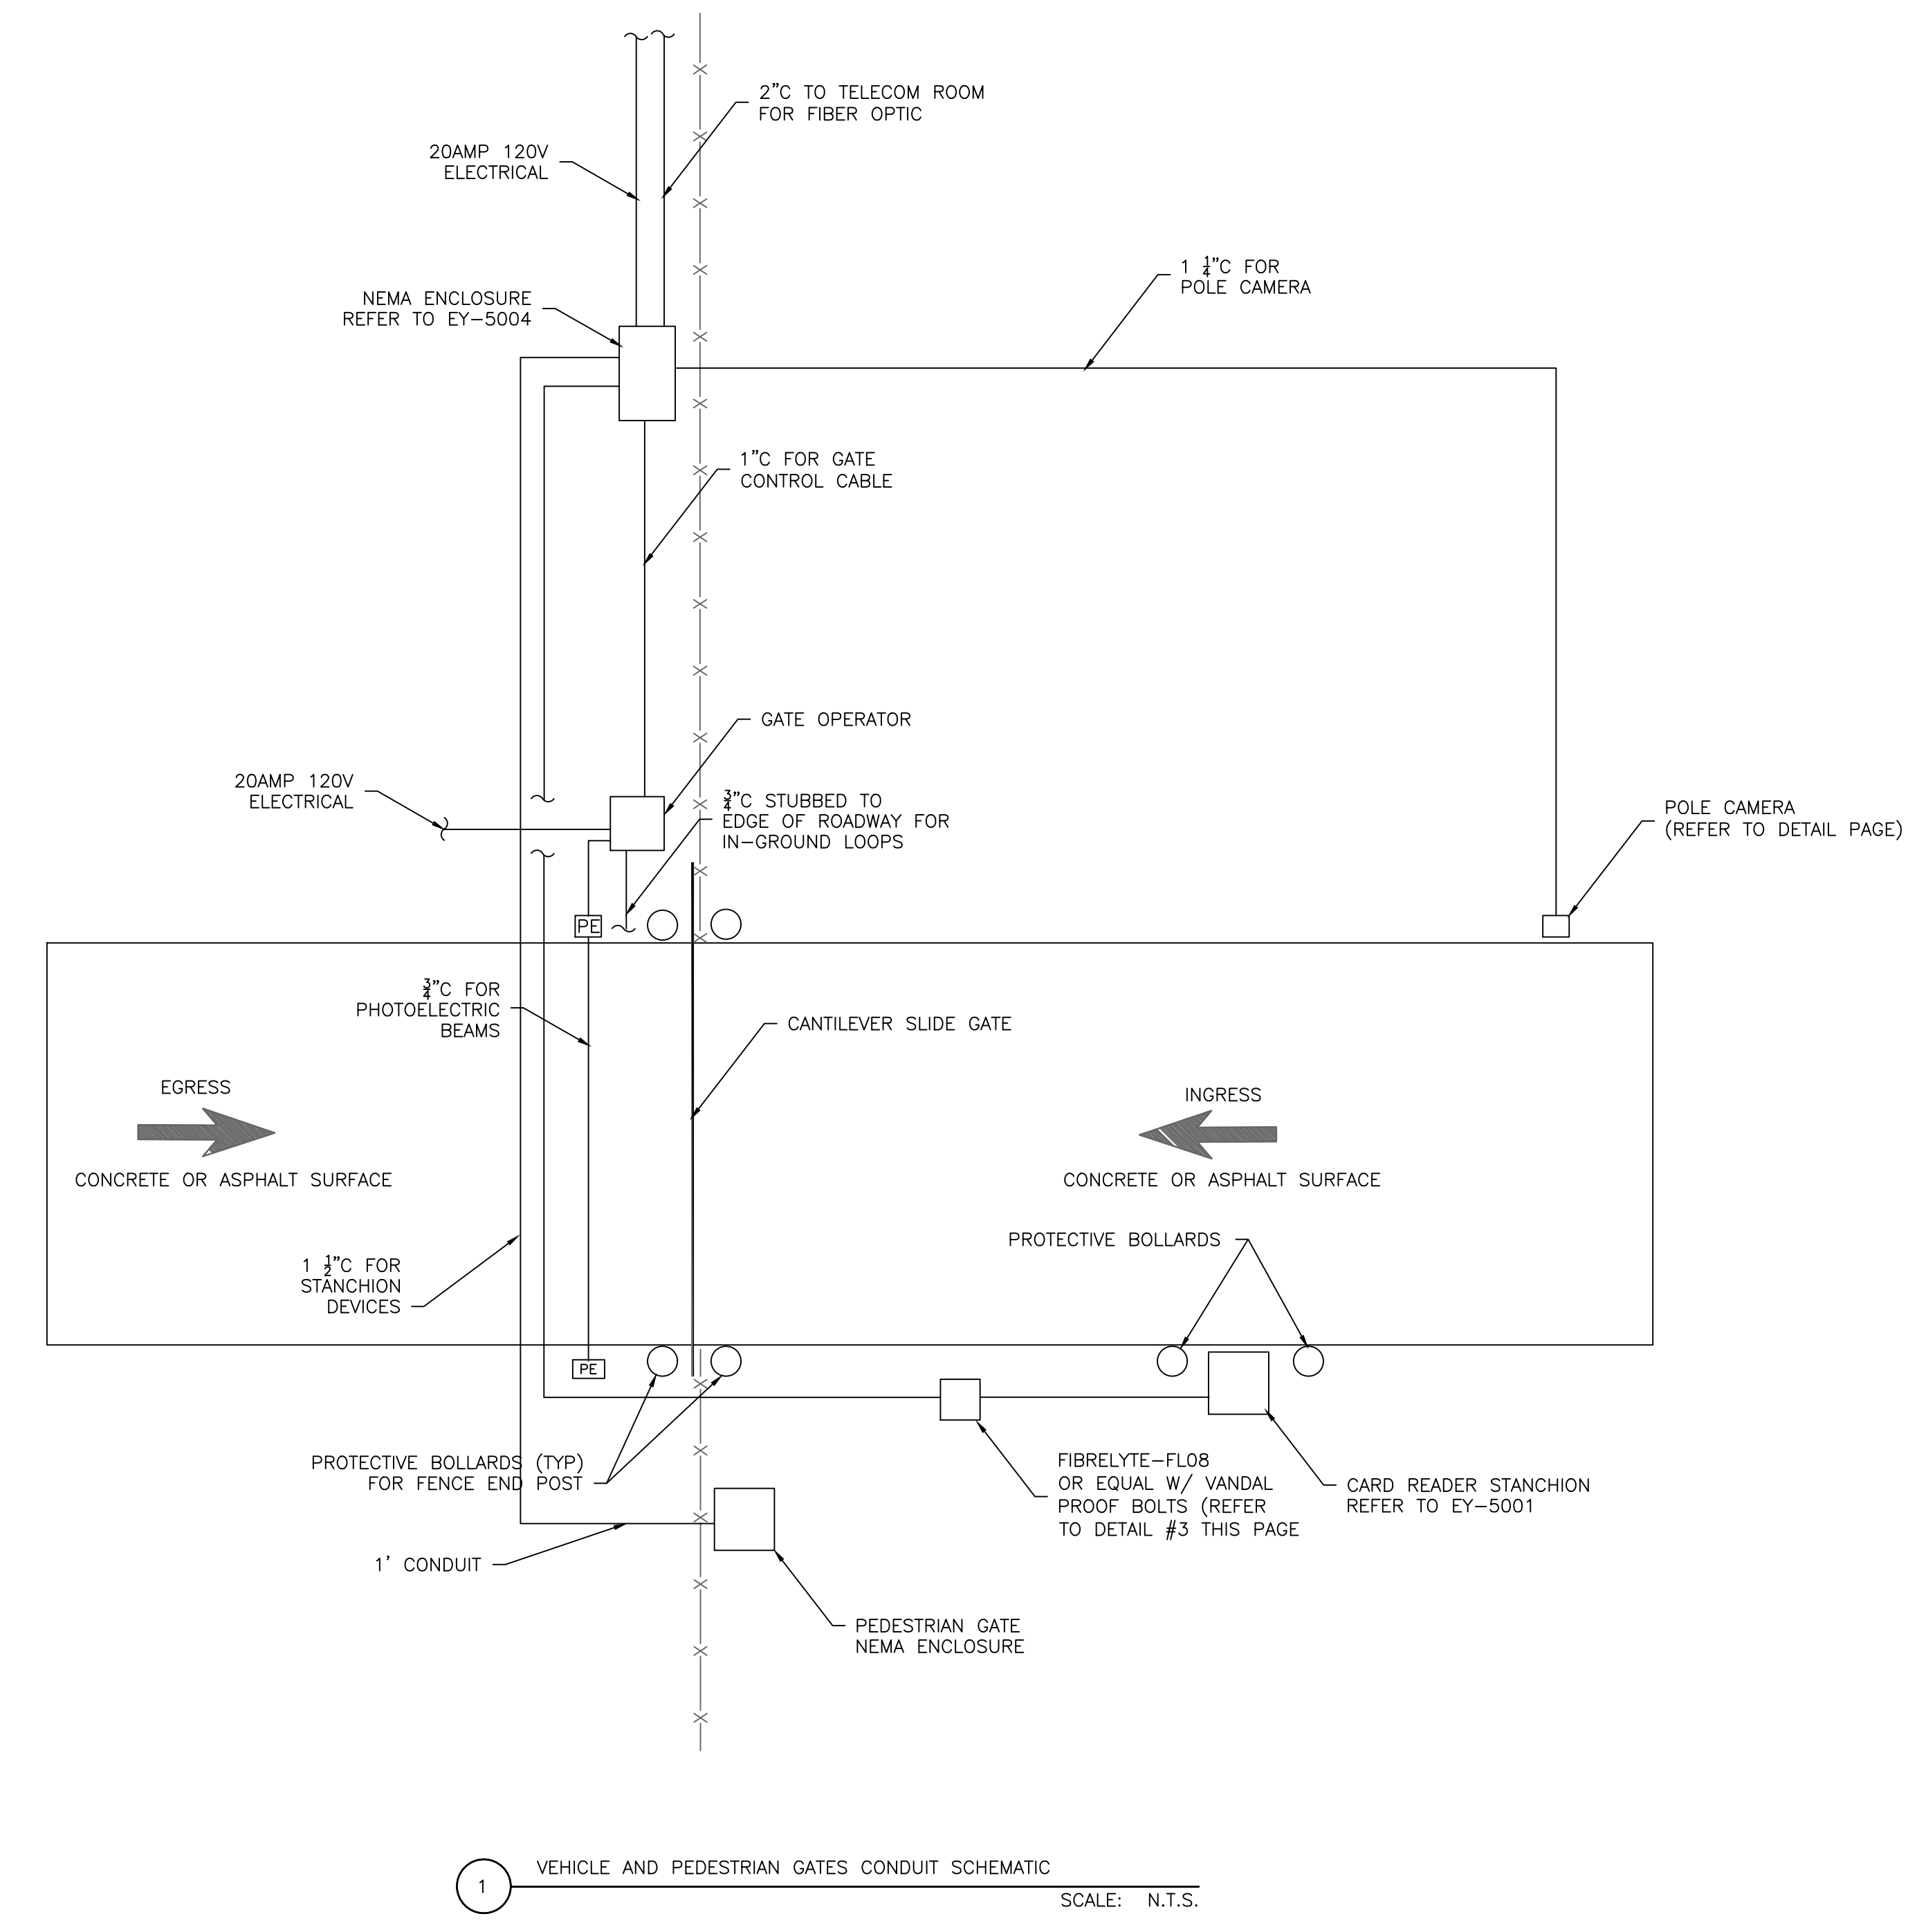 2"C TO TELECOM ROOM
FOR FIBER OPTIC
20AMP 120V
ELECTRICAL
1 1/4"C FOR
POLE CAMERA
NEMA ENCLOSURE
REFER TO EY-5004
1"C FOR GATE
CONTROL CABLE
GATE OPERATOR
20AMP 120V
ELECTRICAL
3/4"C STUBBED TO
EDGE OF ROADWAY FOR
IN-GROUND LOOPS
POLE CAMERA
(REFER TO DETAIL PAGE)
PE
3/4"C FOR
PHOTOELECTRIC
BEAMS
CANTILEVER SLIDE GATE
EGRESS
CONCRETE OR ASPHALT SURFACE
INGRESS
CONCRETE OR ASPHALT SURFACE
PROTECTIVE BOLLARDS
1 1/2"C FOR
STANCHION
DEVICES
PE
PROTECTIVE BOLLARDS (TYP)
FOR FENCE END POST
FIBRELYTE-FL08
OR EQUAL W/ VANDAL
PROOF BOLTS (REFER
TO DETAIL #3 THIS PAGE
CARD READER STANCHION
REFER TO EY-5001
1' CONDUIT
PEDESTRIAN GATE
NEMA ENCLOSURE
1
VEHICLE AND PEDESTRIAN GATES CONDUIT SCHEMATIC
SCALE: N.T.S.